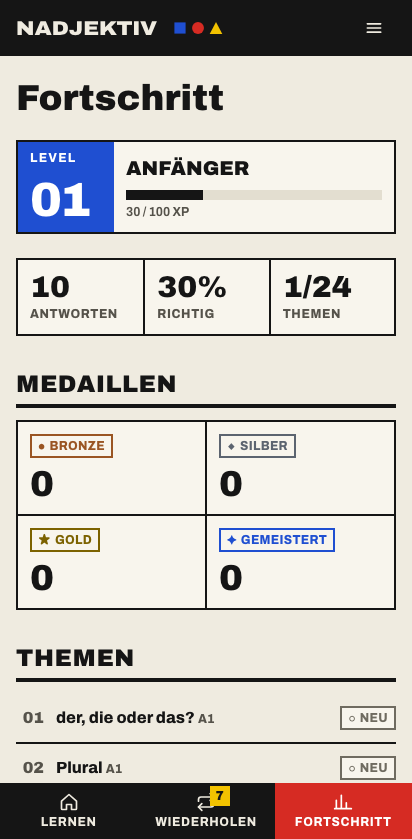 NADJEKTIV
Fortschritt
LEVEL
01
ANFÄNGER
30 / 100 XP
10
ANTWORTEN
30%
RICHTIG
1/24
THEMEN
MEDAILLEN
BRONZE
0
SILBER
0
GOLD
0
GEMEISTERT
0
THEMEN
01 der, die oder das? A1 NEU
02 Plural A1 NEU
LERNEN
7
WIEDERHOLEN
FORTSCHRITT